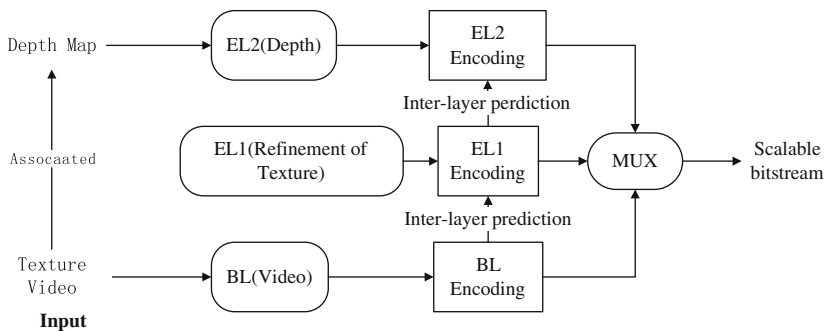 Depth Map
EL2(Depth)
EL2
Encoding
Inter-layer perdiction
Assocaated
EL1(Refinement of
Texture)
EL1
Encoding
MUX
Scalable
bitstream
Inter-layer prediction
Texture
Video
BL(Video)
BL
Encoding
Input